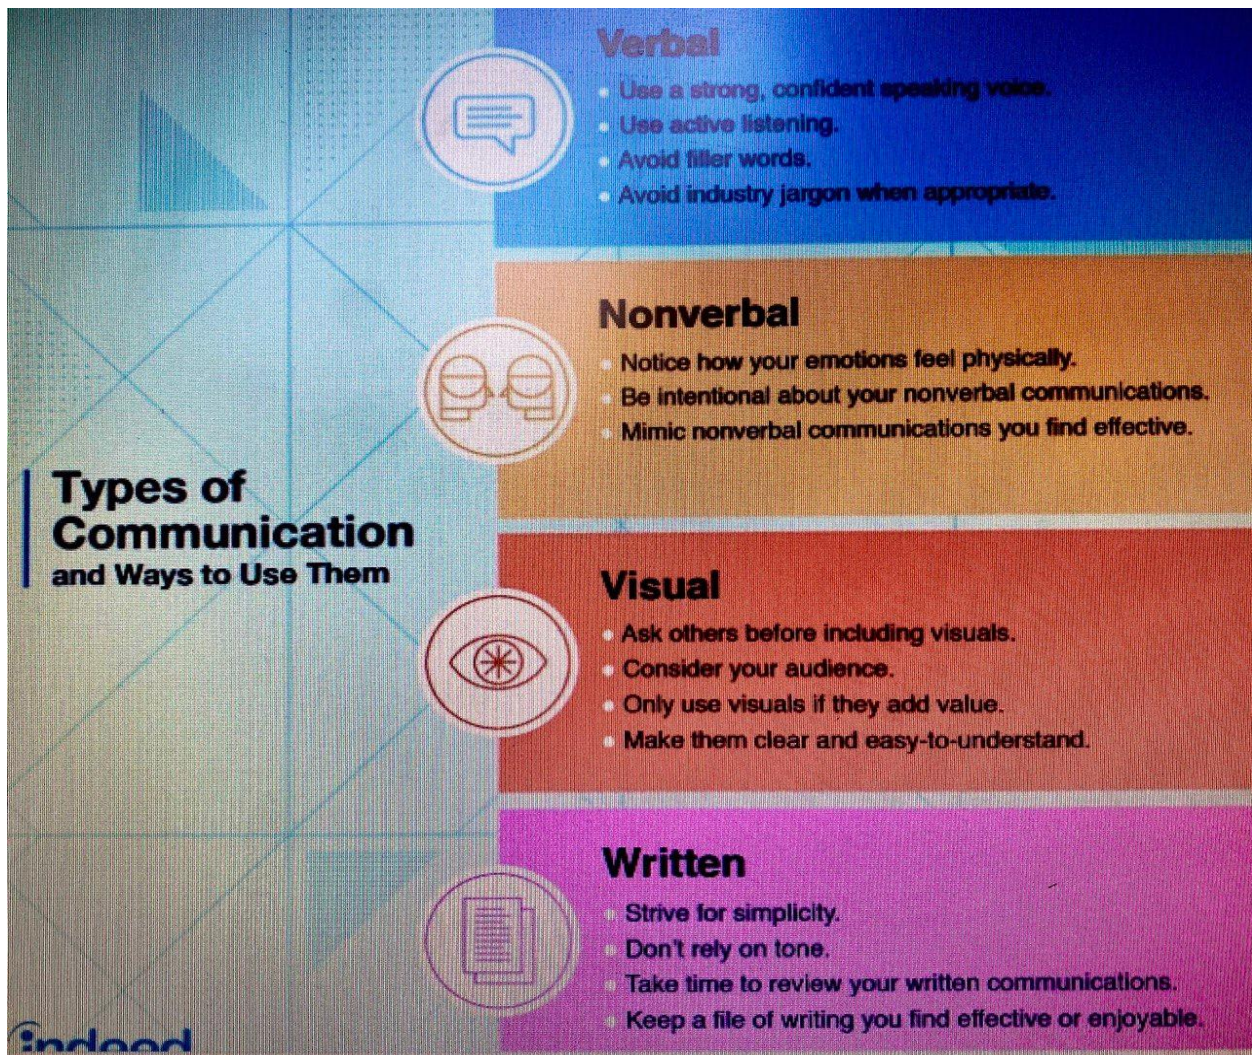 Types of
Communication
and Ways to Use Them
Verbal
Use a strong, confident speaking voice.
Use active listening.
Avoid filler words.
Avoid industry jargon when appropriate.
Nonverbal
Notice how your emotions feel physically.
Be intentional about your nonverbal communications.
Mimic nonverbal communications you find effective.
Visual
Ask others before including visuals.
Consider your audience.
Only use visuals if they add value.
Make them clear and easy-to-understand.
Written
Strive for simplicity.
Don't rely on tone.
Take time to review your written communications.
Keep a file of writing you find effective or enjoyable.
indeed